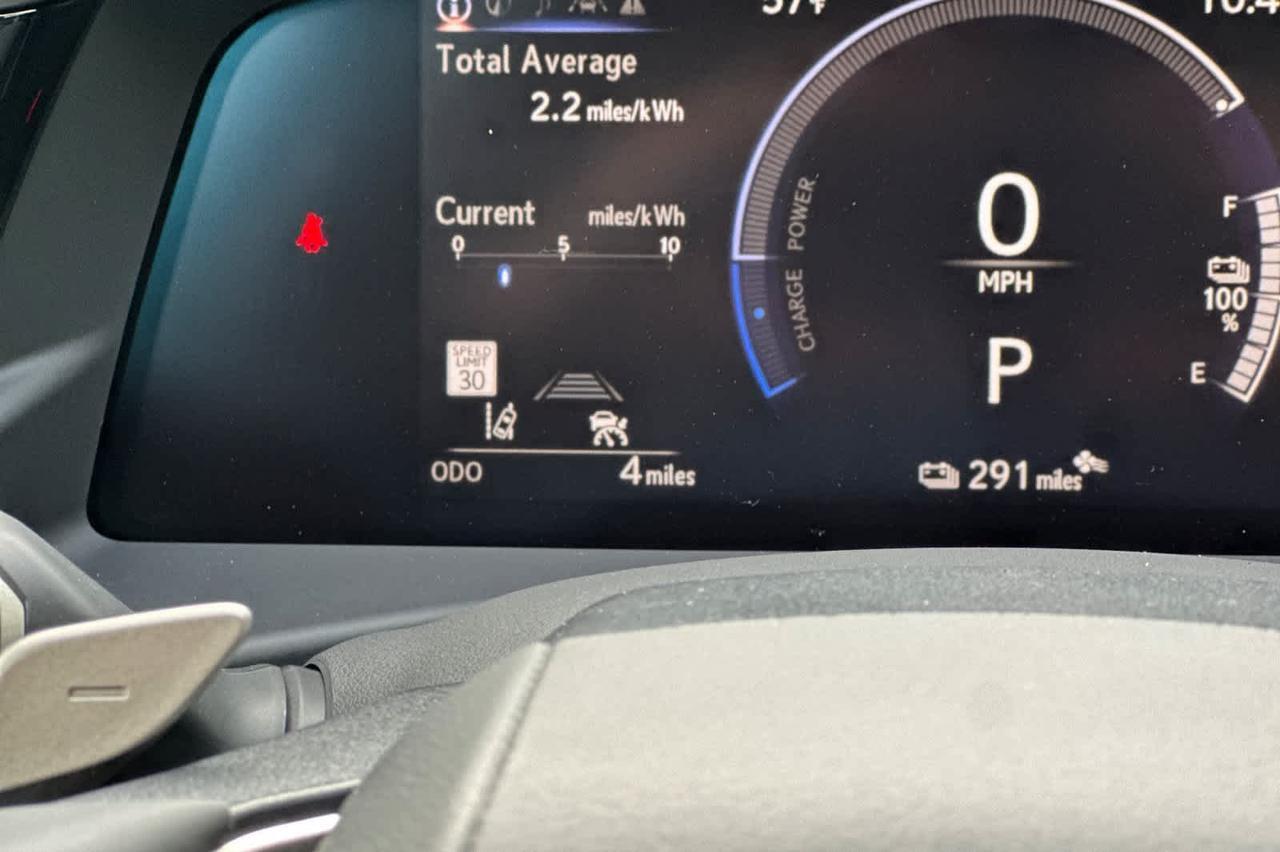 Total Average
2.2 miles/kWh
Current miles/kWh
0 5 10
SPEED
LIMIT
30
ODO 4 miles
57°F
POWER
CHARGE
0
MPH
P
291 miles
F
100
%
E